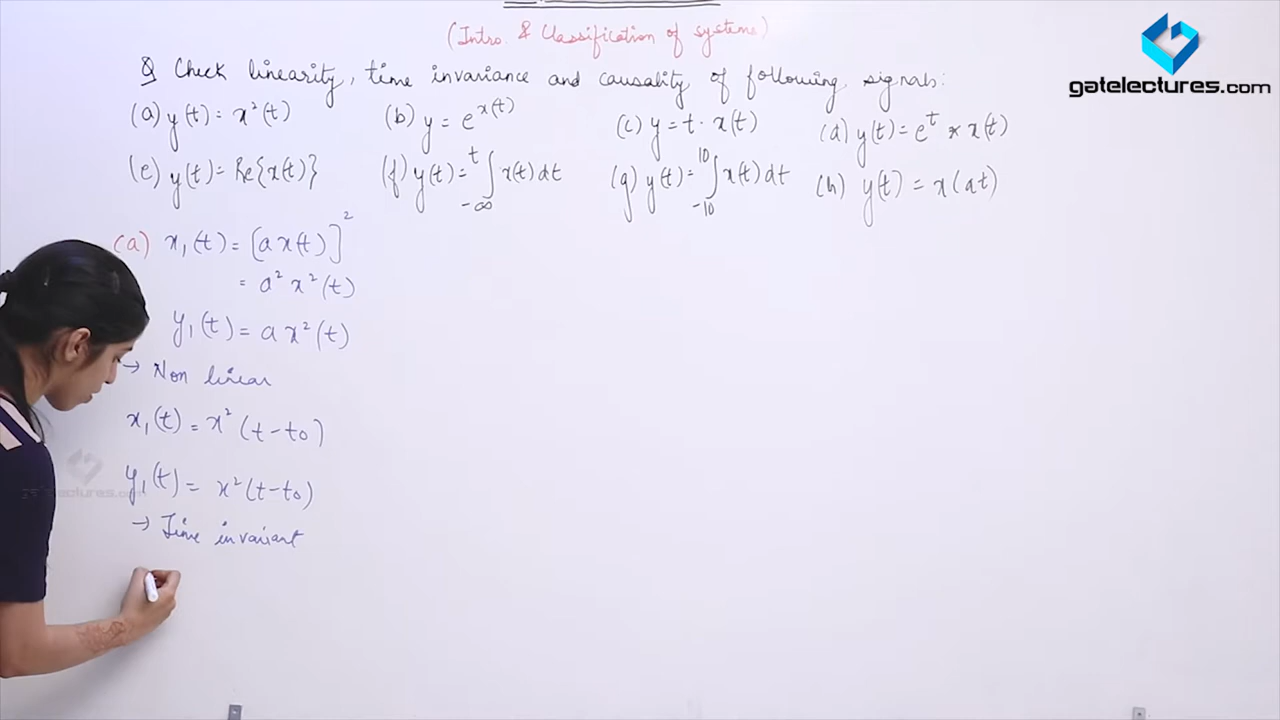 (Intro. & Classification of systems)
gatelectures.com
Q Check linearity, time invariance and causality of following signals:
(a) y(t) = x²(t) (b) y = e^x(t) (c) y = t · x(t) (d) y(t) = e^t * x(t)
(e) y(t) = Re{x(t)} (f) y(t) = ∫_{-∞}^{t} x(t) dt (g) y(t) = ∫_{-10}^{10} x(t) dt (h) y(t) = x(at)
(a) x₁(t) = [a x(t)]²
= a² x²(t)
y₁(t) = a x²(t)
→ Non linear
x₁(t) = x² (t-t₀)
y₁(t) = x²(t-t₀)
→ Time invariant
gatelectures.com